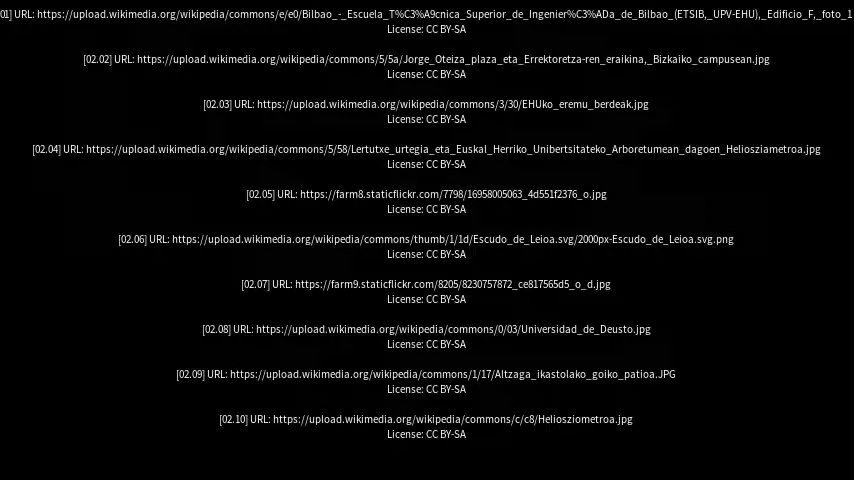 01] URL: https://upload.wikimedia.org/wikipedia/commons/e/e0/Bilbao_-_Escuela_T%C3%A9cnica_Superior_de_Ingenier%C3%ADa_de_Bilbao_(ETSIB,_UPV-EHU),_Edificio_F,_foto_1
License: CC BY-SA
[02.02] URL: https://upload.wikimedia.org/wikipedia/commons/5/5a/Jorge_Oteiza_plaza_eta_Errektoretza-ren_eraikina,_Bizkaiko_campusean.jpg
License: CC BY-SA
[02.03] URL: https://upload.wikimedia.org/wikipedia/commons/3/30/EHUko_eremu_berdeak.jpg
License: CC BY-SA
[02.04] URL: https://upload.wikimedia.org/wikipedia/commons/5/58/Lertutxe_urtegia_eta_Euskal_Herriko_Unibertsitateko_Arboretumean_dagoen_Heliosziametroa.jpg
License: CC BY-SA
[02.05] URL: https://farm8.staticflickr.com/7798/16958005063_4d551f2376_o.jpg
License: CC BY-SA
[02.06] URL: https://upload.wikimedia.org/wikipedia/commons/thumb/1/1d/Escudo_de_Leioa.svg/2000px-Escudo_de_Leioa.svg.png
License: CC BY-SA
[02.07] URL: https://farm9.staticflickr.com/8205/8230757872_ce817565d5_o_d.jpg
License: CC BY-SA
[02.08] URL: https://upload.wikimedia.org/wikipedia/commons/0/03/Universidad_de_Deusto.jpg
License: CC BY-SA
[02.09] URL: https://upload.wikimedia.org/wikipedia/commons/1/17/Altzaga_ikastolako_goiko_patioa.JPG
License: CC BY-SA
[02.10] URL: https://upload.wikimedia.org/wikipedia/commons/c/c8/Heliosziometroa.jpg
License: CC BY-SA